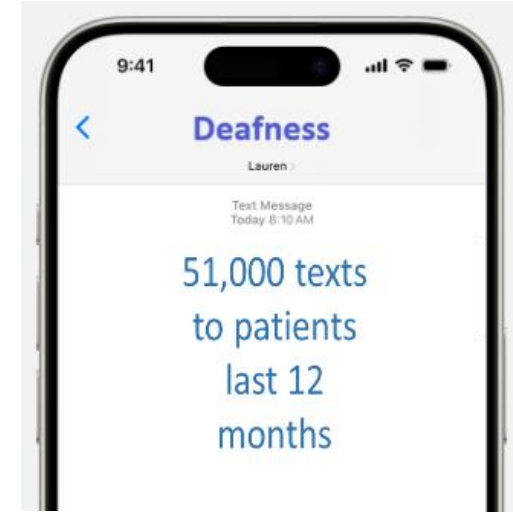 9:41
Deafness
Lauren
Text Message
Today 8:10 AM
51,000 texts
to patients
last 12
months